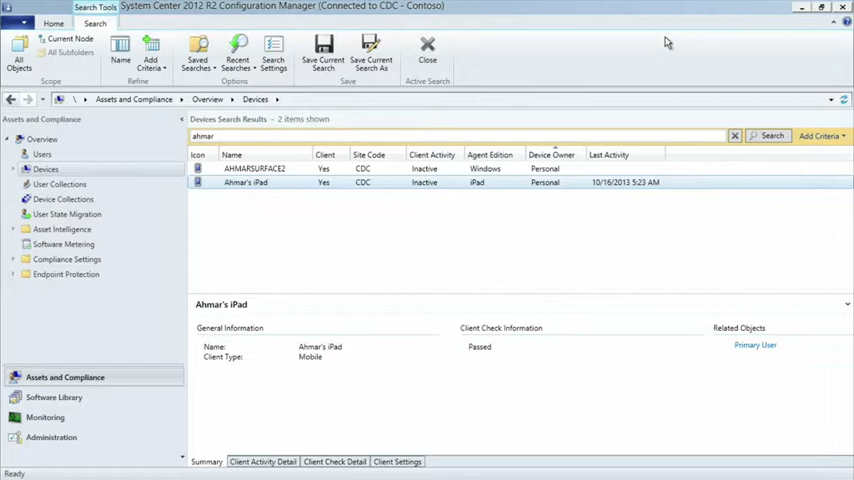 Search Tools
System Center 2012 R2 Configuration Manager (Connected to CDC - Contoso)
Home
Search
Current Node
All Subfolders
All Objects
Scope
Name
Add Criteria
Refine
Saved Searches
Recent Searches
Search Settings
Options
Save Current Search
Save Current Search As
Save
Close
Active Search
\
Assets and Compliance
Overview
Devices
Assets and Compliance
Overview
Users
Devices
User Collections
Device Collections
User State Migration
Asset Intelligence
Software Metering
Compliance Settings
Endpoint Protection
Assets and Compliance
Software Library
Monitoring
Administration
Devices Search Results - 2 items shown
ahmar
Search
Add Criteria
Icon Name Client Site Code Client Activity Agent Edition Device Owner Last Activity
AHMARSURFACE2 Yes CDC Inactive Windows Personal
Ahmar's iPad Yes CDC Inactive iPad Personal 10/16/2013 5:23 AM
Ahmar's iPad
General Information
Name: Ahmar's iPad
Client Type: Mobile
Client Check Information
Passed
Related Objects
Primary User
Summary Client Activity Detail Client Check Detail Client Settings
Ready